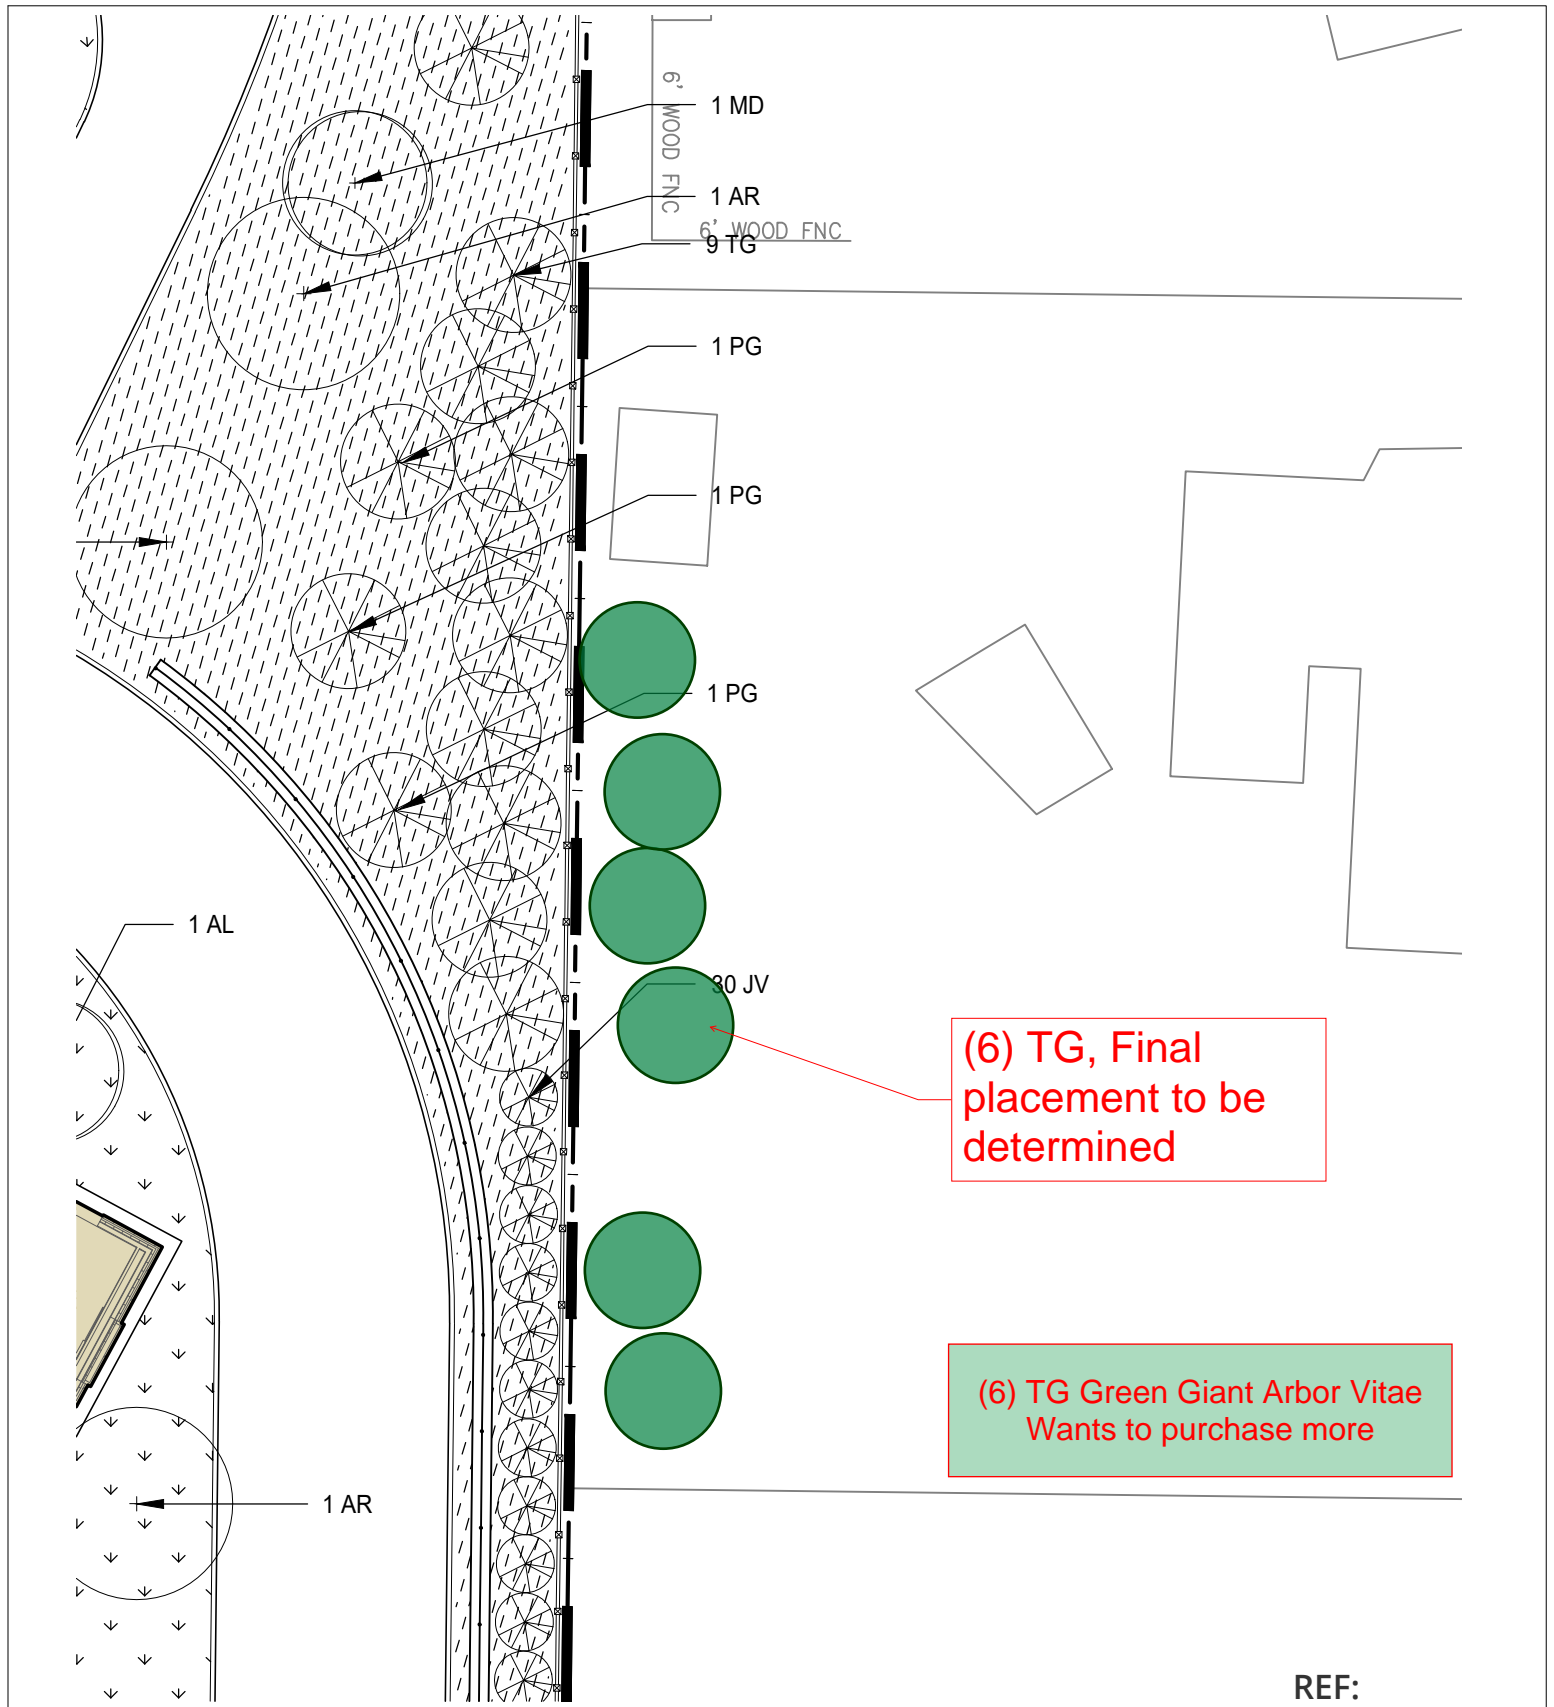 1 MD
6' WOOD FNC
1 AR
6' WOOD FNC
9 TG
1 PG
1 PG
1 PG
1 AL
30 JV
(6) TG, Final
placement to be
determined
(6) TG Green Giant Arbor Vitae
Wants to purchase more
1 AR
REF: